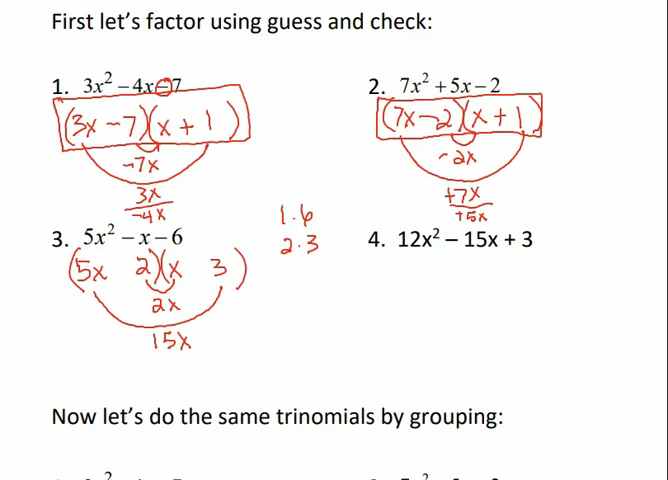 First let's factor using guess and check:
1. 3x² – 4x – 7
(3x – 7)(x + 1)
–7x
3x
–4x
2. 7x² + 5x – 2
(7x – 2)(x + 1)
–2x
+7x
+5x
3. 5x² – x – 6
1·6
2·3
(5x 2)(x 3)
2x
15x
4. 12x² – 15x + 3
Now let's do the same trinomials by grouping: